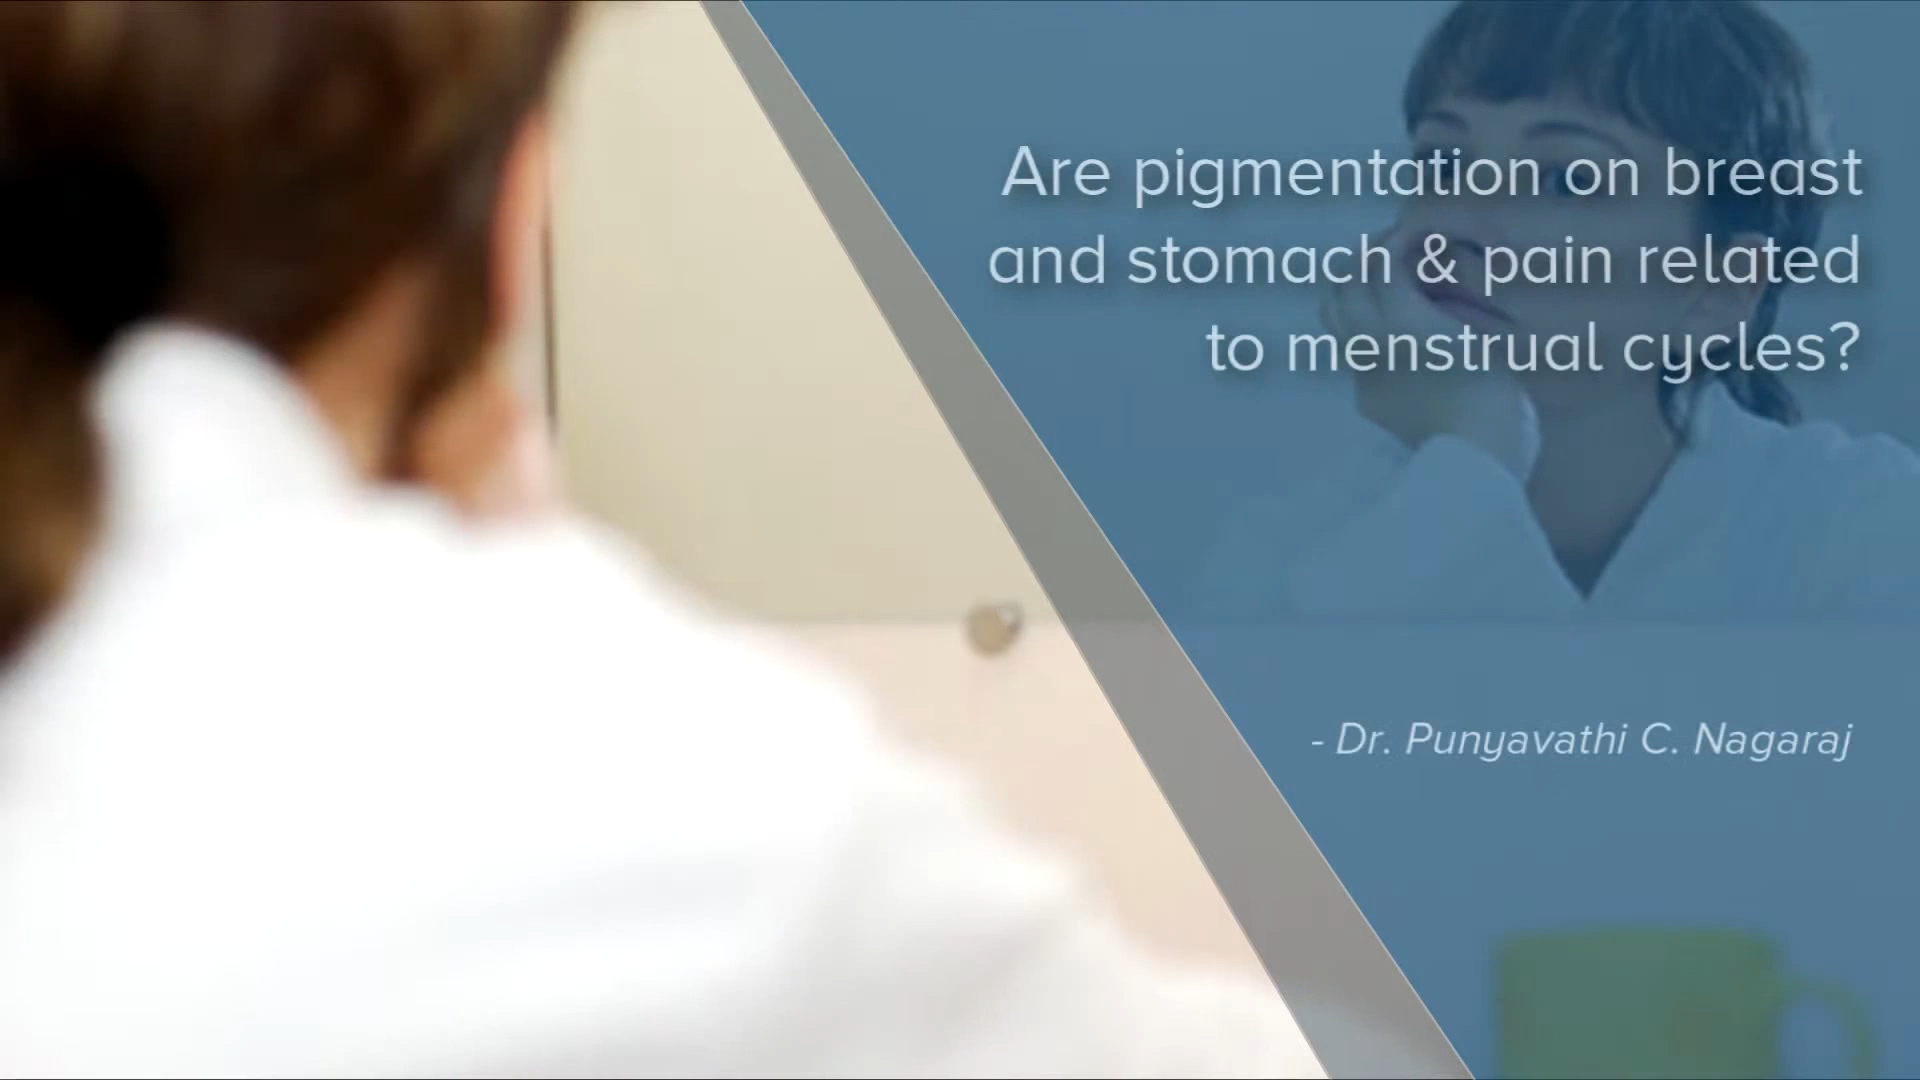 Are pigmentation on breast
and stomach & pain related
to menstrual cycles?
- Dr. Punyavathi C. Nagaraj